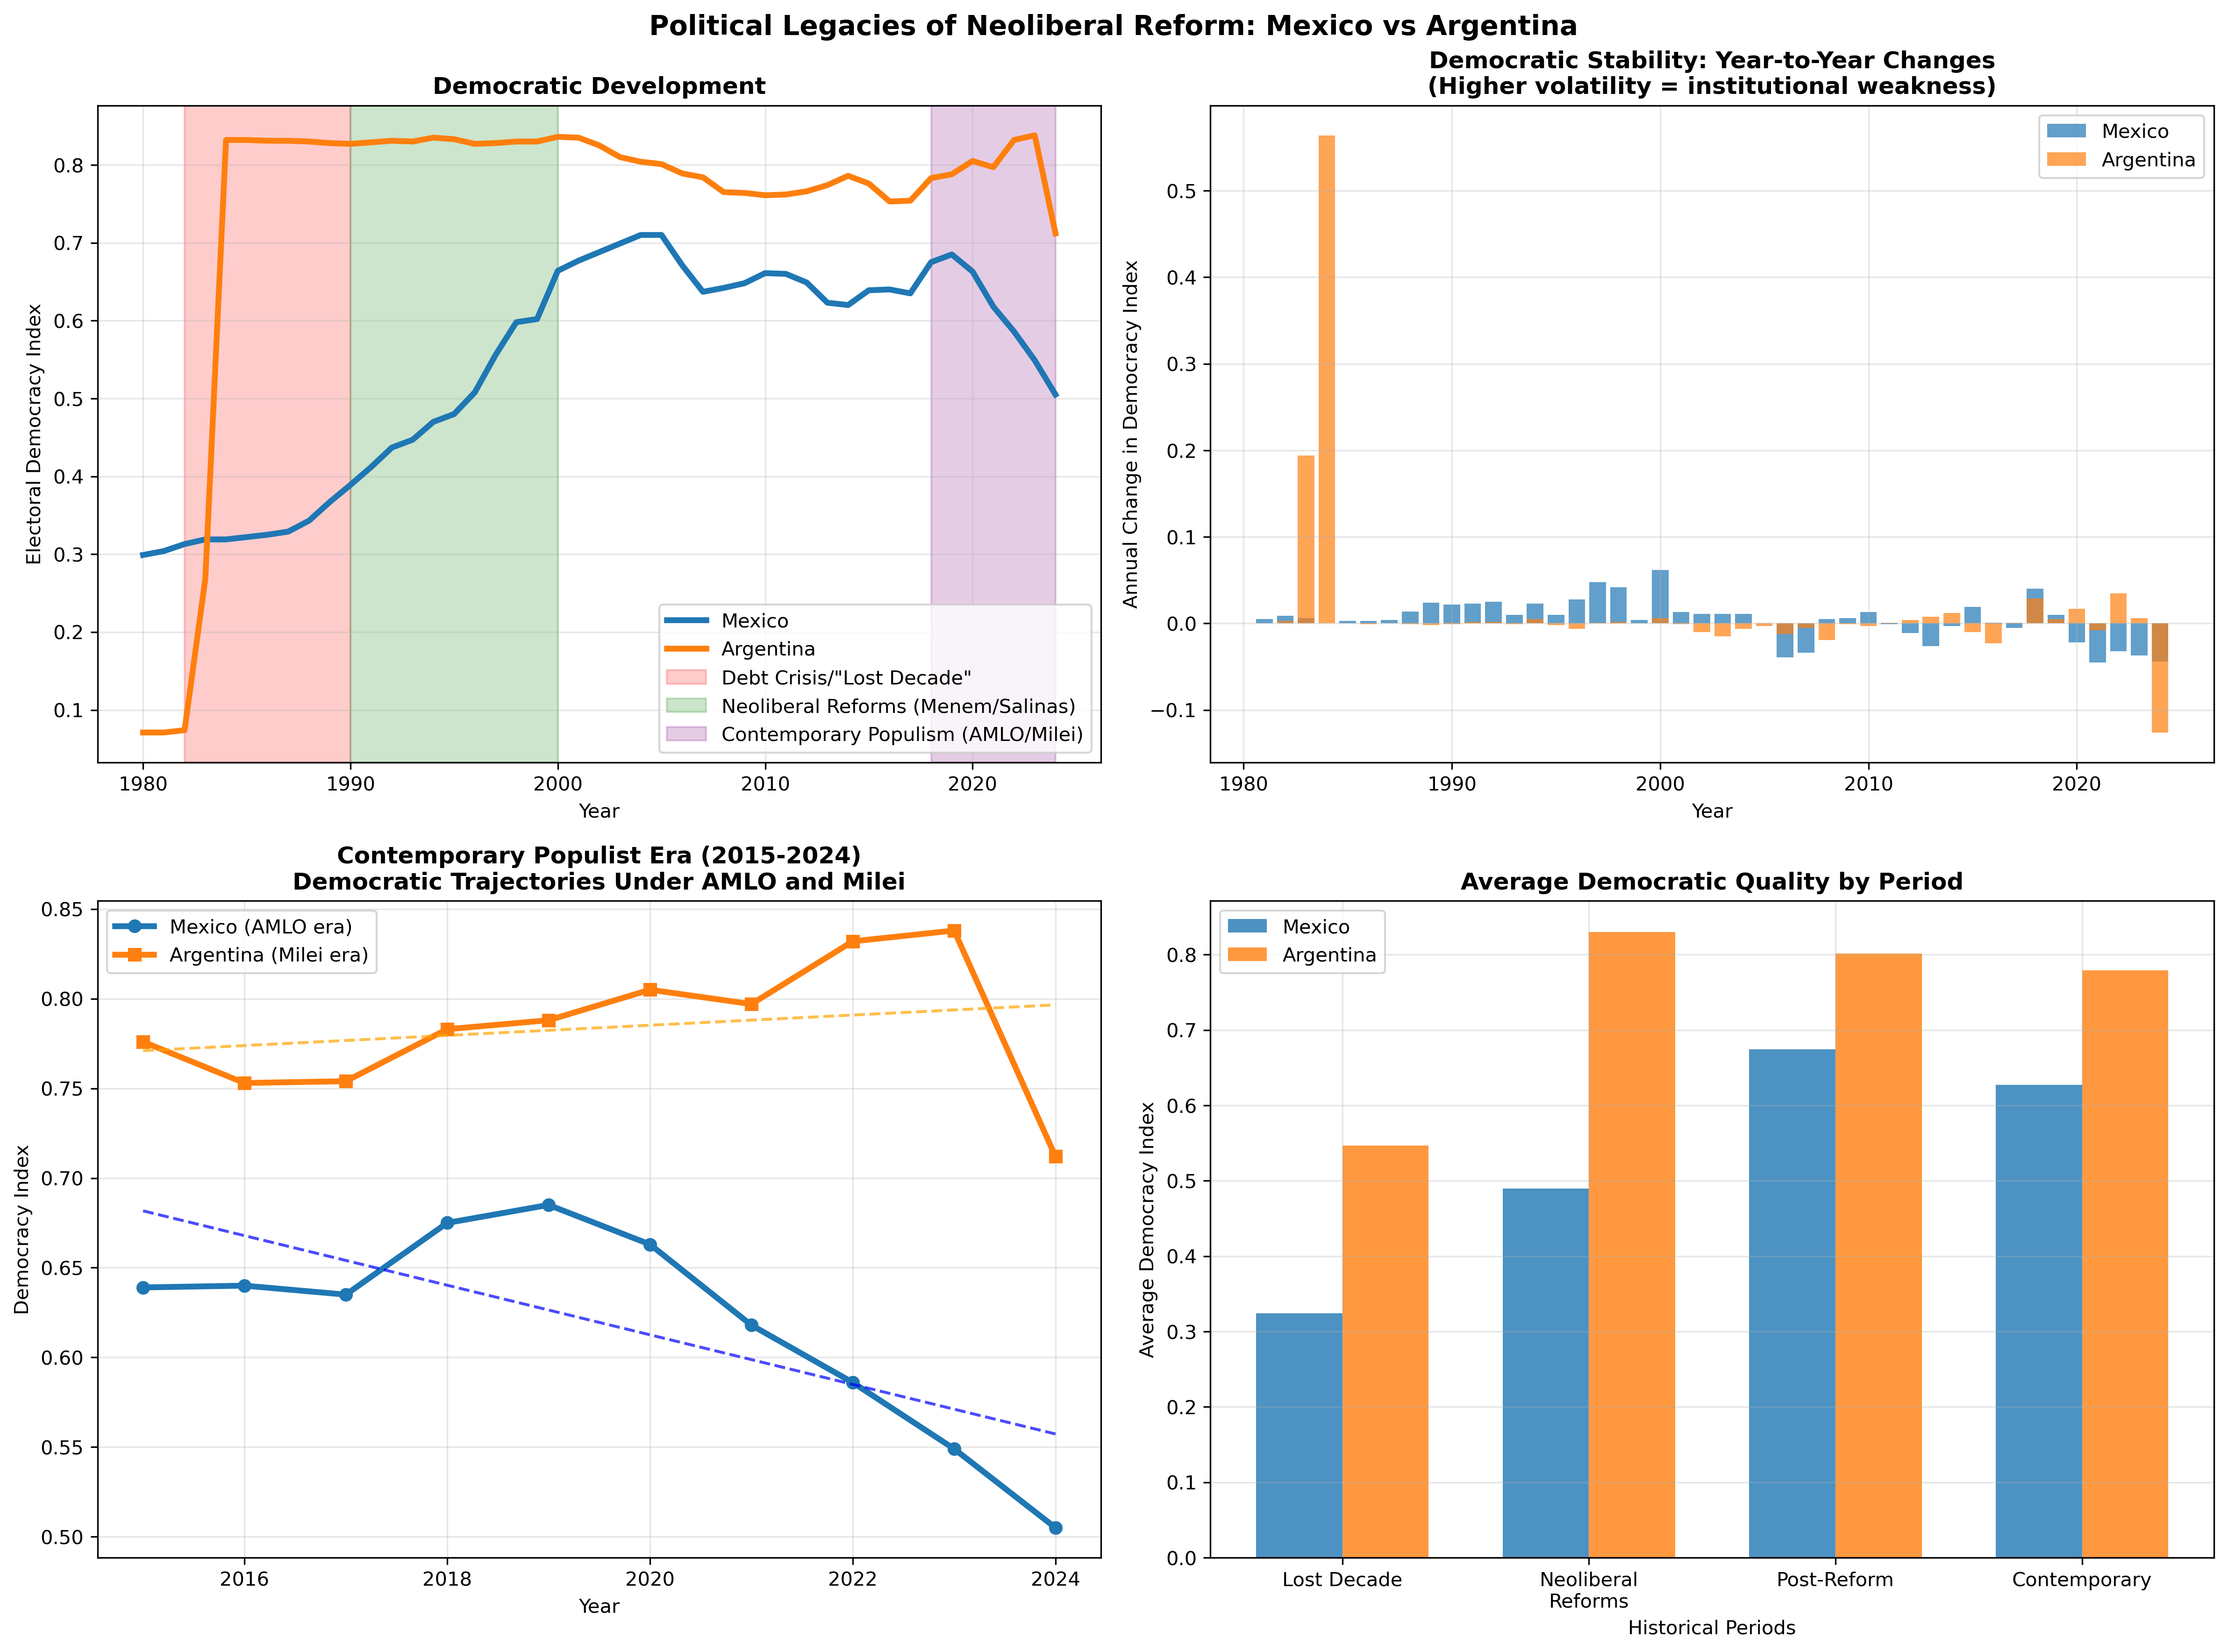 Political Legacies of Neoliberal Reform: Mexico vs Argentina
Democratic Development
Electoral Democracy Index
0.8
0.7
0.6
0.5
0.4
0.3
0.2
0.1
Mexico
Argentina
Debt Crisis/"Lost Decade"
Neoliberal Reforms (Menem/Salinas)
Contemporary Populism (AMLO/Milei)
1980
1990
2000
2010
2020
Year
Democratic Stability: Year-to-Year Changes
(Higher volatility = institutional weakness)
Annual Change in Democracy Index
Mexico
Argentina
0.5
0.4
0.3
0.2
0.1
0.0
−0.1
1980
1990
2000
2010
2020
Year
Contemporary Populist Era (2015-2024)
Democratic Trajectories Under AMLO and Milei
Democracy Index
Mexico (AMLO era)
Argentina (Milei era)
0.85
0.80
0.75
0.70
0.65
0.60
0.55
0.50
2016
2018
2020
2022
2024
Year
Average Democratic Quality by Period
Average Democracy Index
Mexico
Argentina
0.8
0.7
0.6
0.5
0.4
0.3
0.2
0.1
0.0
Lost Decade
Neoliberal
Reforms
Post-Reform
Contemporary
Historical Periods